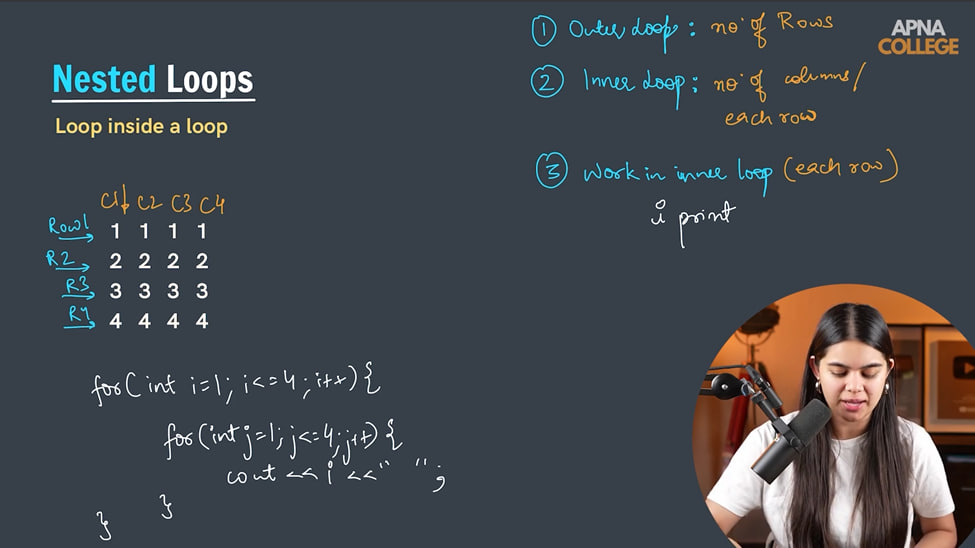 APNA
COLLEGE
Nested Loops
Loop inside a loop
C1 C2 C3 C4
Row1 1 1 1 1
R2 2 2 2 2
R3 3 3 3 3
R4 4 4 4 4
for(int i=1; i<=4; i++){
for(int j=1; j<=4; j++){
cout << i << " ";
}
}
① Outer Loop: no. of Rows
② Inner Loop: no. of columns/
each row
③ Work in inner loop (each row)
i print